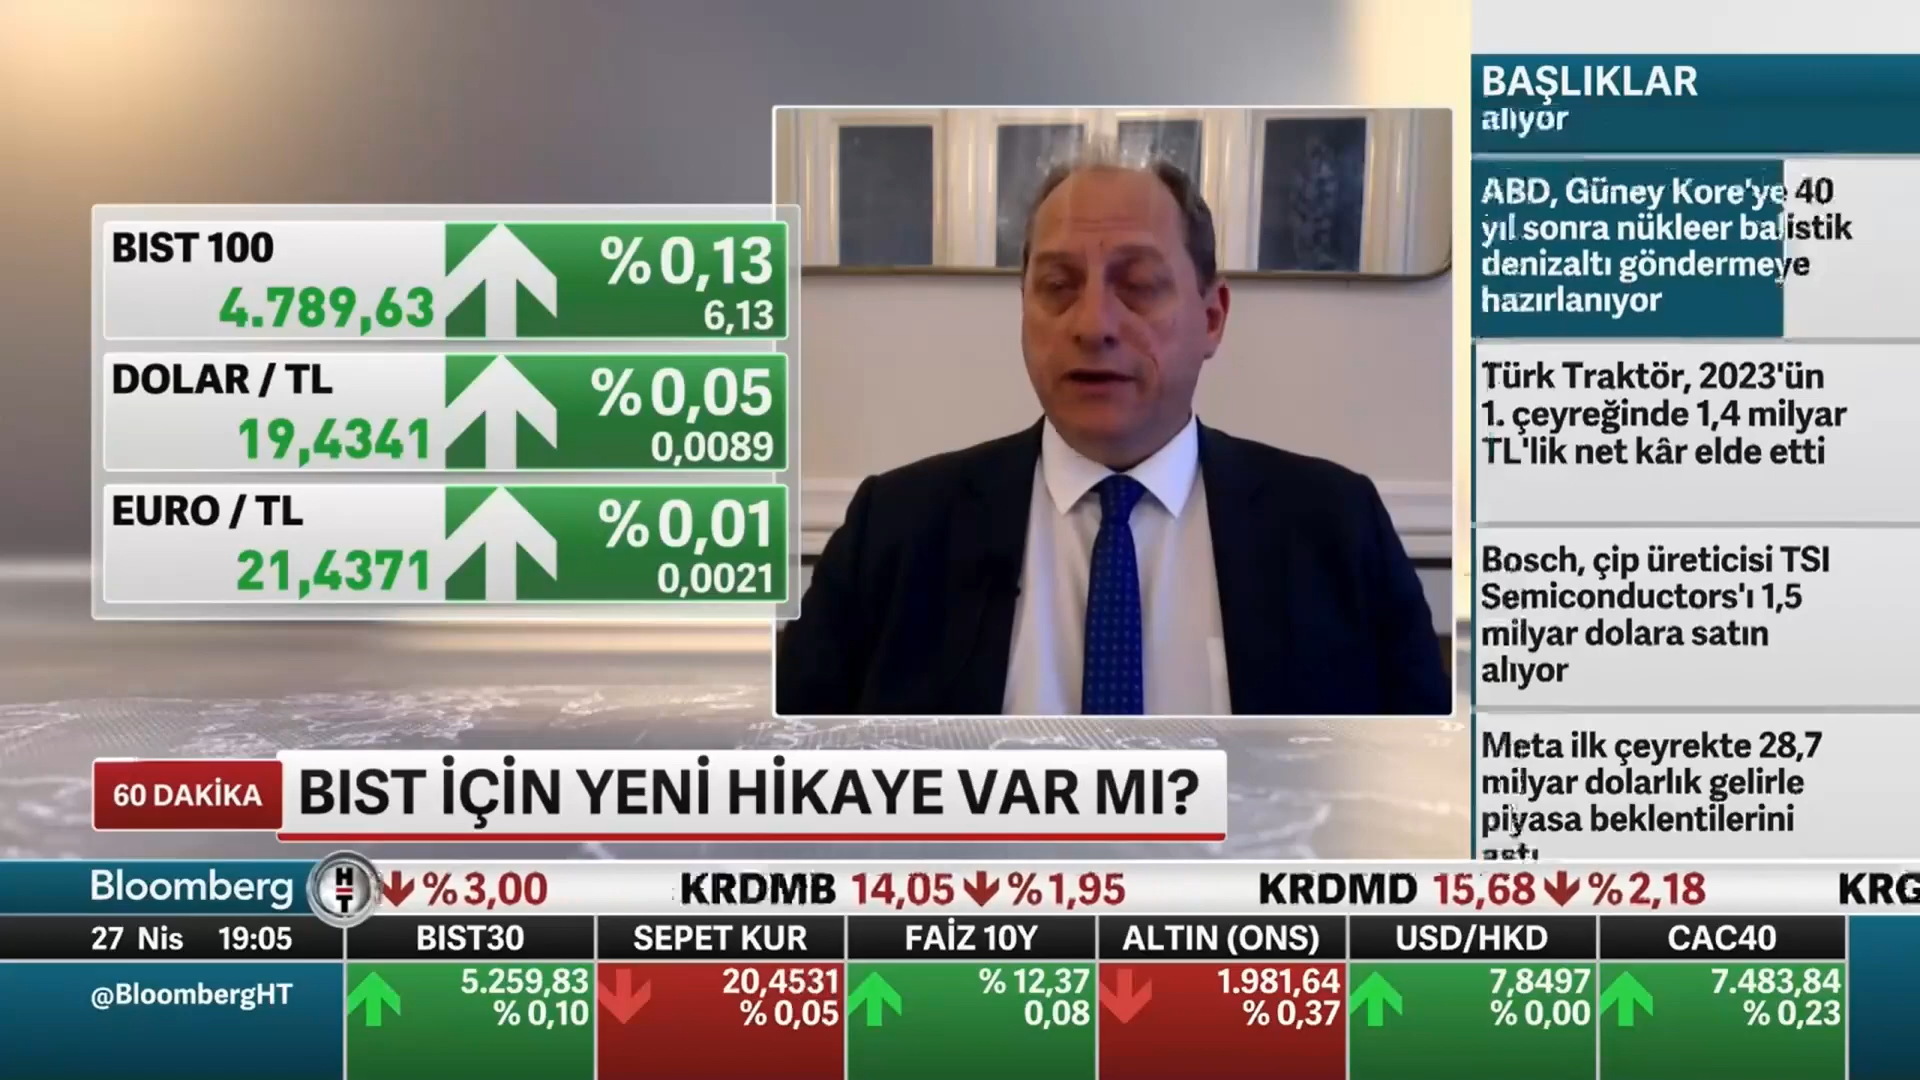 BAŞLIKLAR
alıyor
ABD, Güney Kore'ye 40
yıl sonra nükleer balistik
denizaltı göndermeye
hazırlanıyor
Türk Traktör, 2023'ün
1. çeyreğinde 1,4 milyar
TL'lik net kâr elde etti
Bosch, çip üreticisi TSI
Semiconductors'ı 1,5
milyar dolara satın
alıyor
Meta ilk çeyrekte 28,7
milyar dolarlık gelirle
piyasa beklentilerini
aştı
BIST 100
4.789,63
%0,13
6,13
DOLAR / TL
19,4341
%0,05
0,0089
EURO / TL
21,4371
%0,01
0,0021
60 DAKİKA
BIST İÇİN YENİ HİKAYE VAR MI?
Bloomberg HT
%3,00 KRDMB 14,05 %1,95 KRDMD 15,68 %2,18 KRG
27 Nis 19:05
@BloombergHT
BIST30
5.259,83
% 0,10
SEPET KUR
20,4531
% 0,05
FAİZ 10Y
% 12,37
0,08
ALTIN (ONS)
1.981,64
% 0,37
USD/HKD
7,8497
% 0,00
CAC40
7.483,84
% 0,23